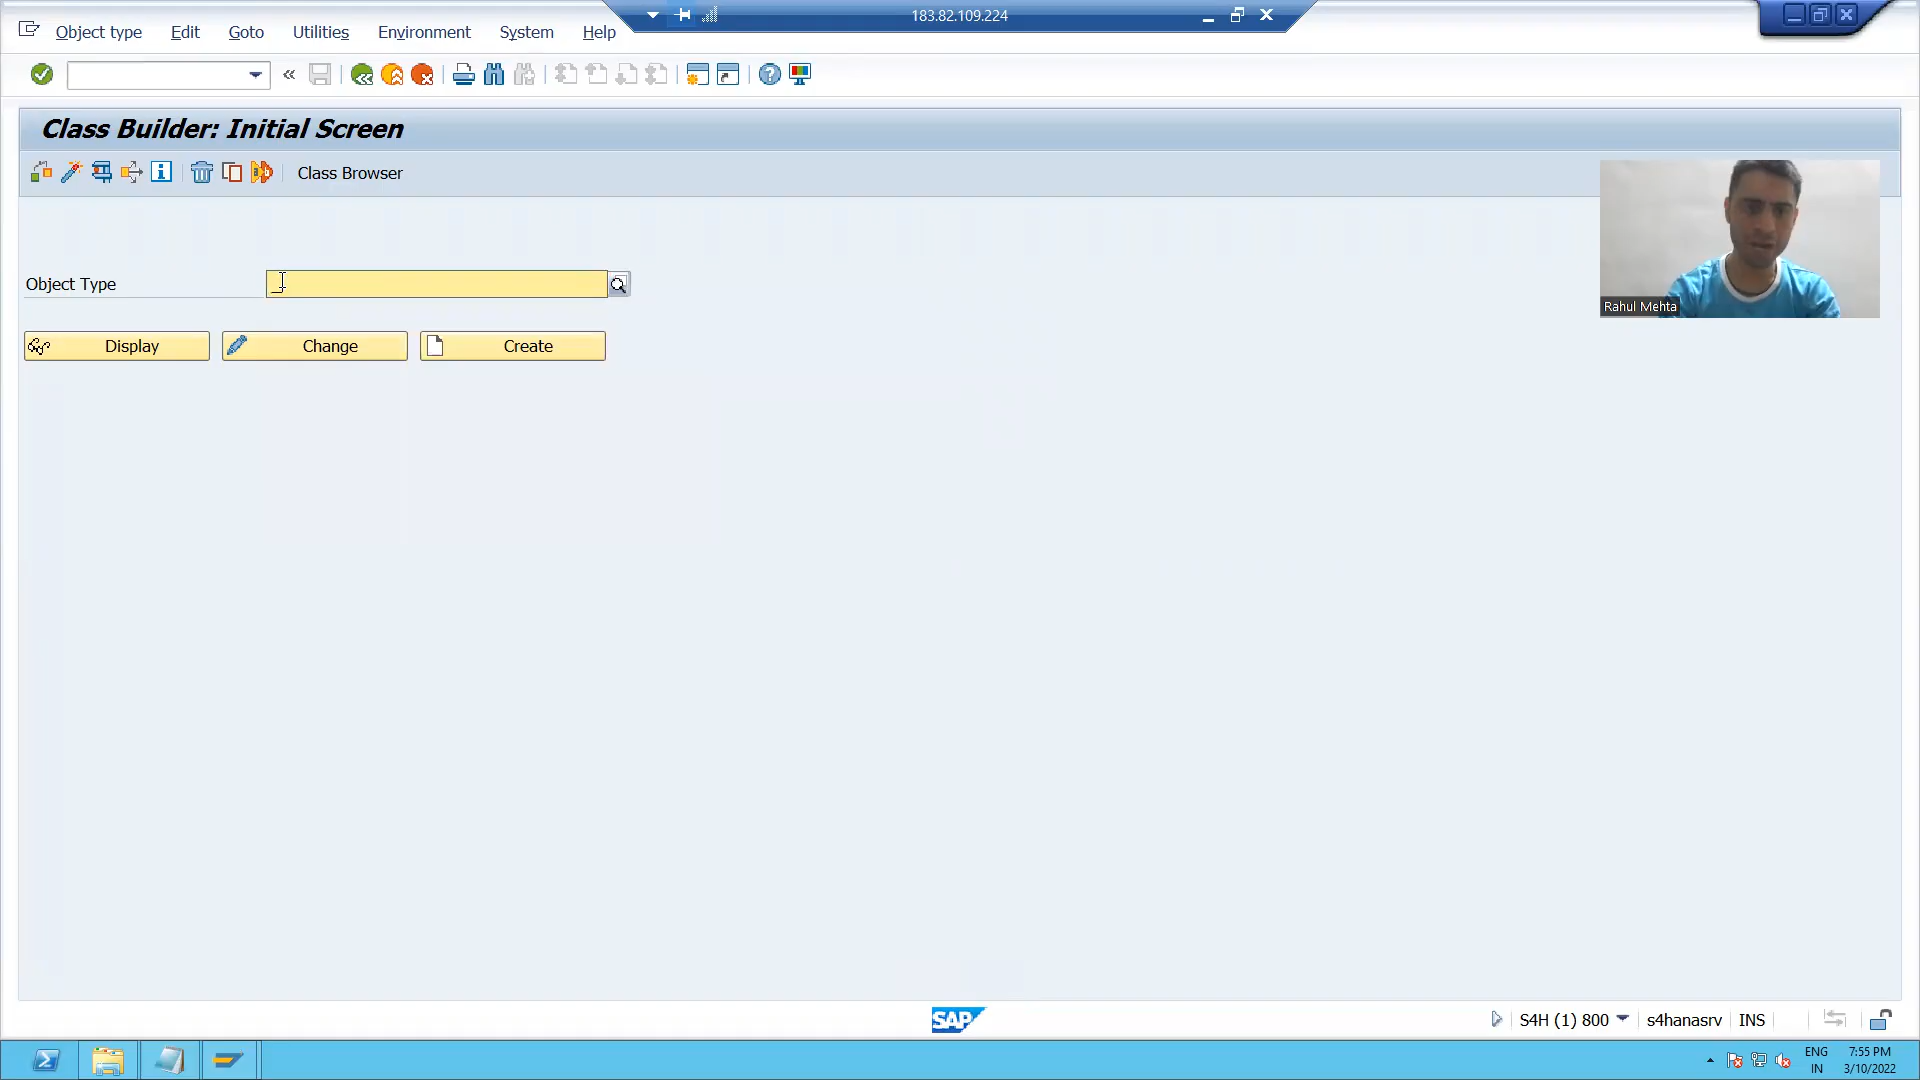 183.82.109.224
Object type Edit Goto Utilities Environment System Help
Class Builder: Initial Screen
Class Browser
Object Type
Rahul Mehta
Display Change Create
SAP
S4H (1) 800 s4hanasrv INS
ENG 7:55 PM
IN 3/10/2022